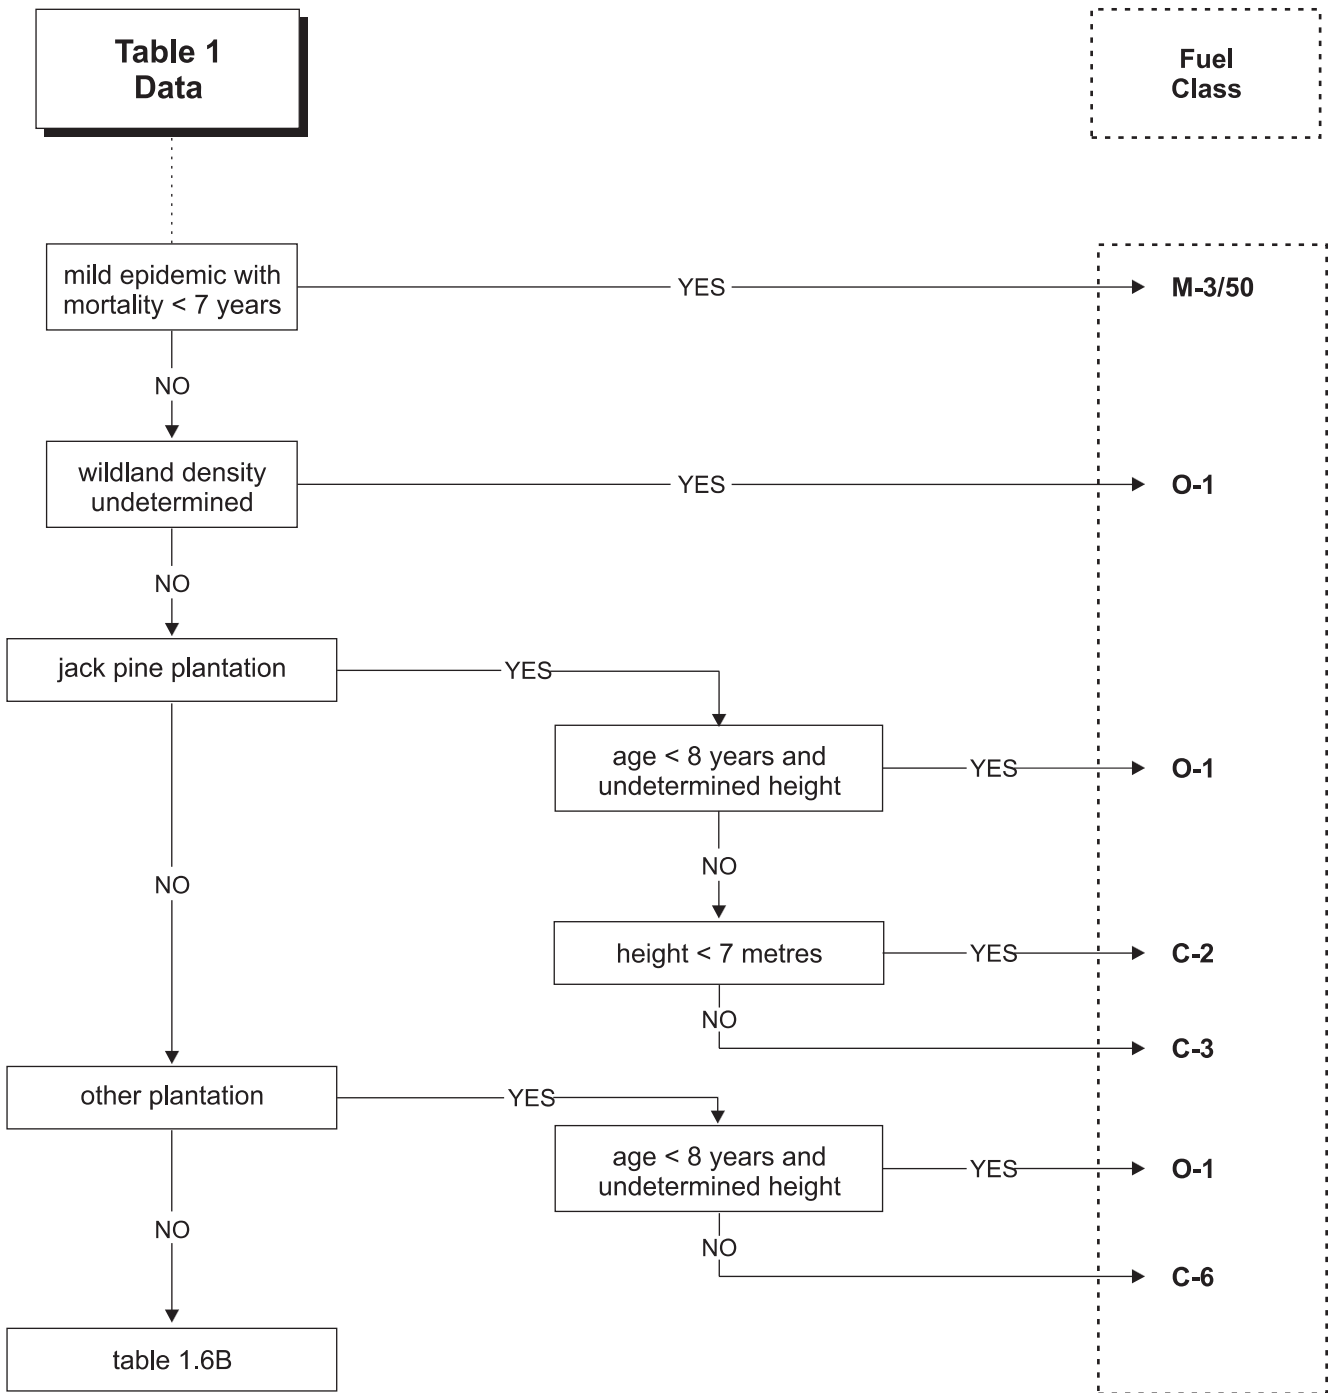 Table 1
Data
Fuel
Class
mild epidemic with
mortality < 7 years
YES
M-3/50
NO
wildland density
undetermined
YES
O-1
NO
jack pine plantation
YES
age < 8 years and
undetermined height
YES
O-1
NO
NO
height < 7 metres
YES
C-2
NO
C-3
other plantation
YES
age < 8 years and
undetermined height
YES
O-1
NO
NO
C-6
table 1.6B